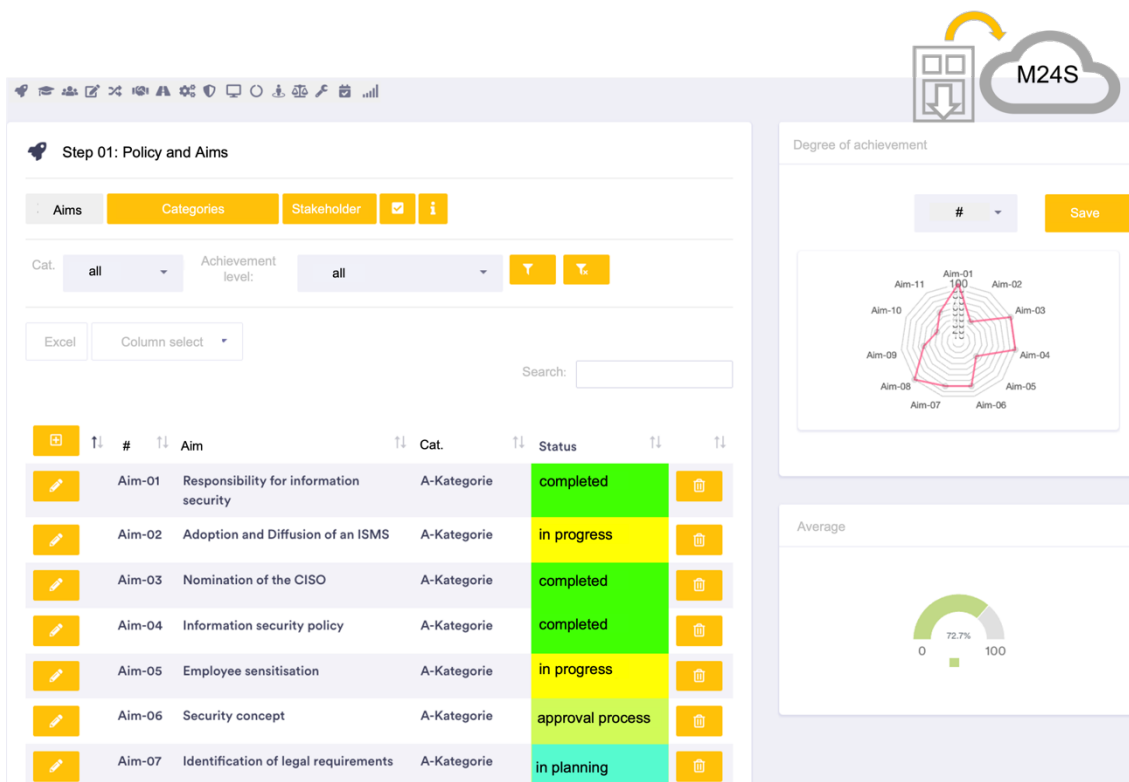 M24S
Step 01: Policy and Aims
Aims Categories Stakeholder i
Cat. all Achievement level: all
Excel Column select
Search:
# Aim Cat. Status
Aim-01 Responsibility for information security A-Kategorie completed
Aim-02 Adoption and Diffusion of an ISMS A-Kategorie in progress
Aim-03 Nomination of the CISO A-Kategorie completed
Aim-04 Information security policy A-Kategorie completed
Aim-05 Employee sensitisation A-Kategorie in progress
Aim-06 Security concept A-Kategorie approval process
Aim-07 Identification of legal requirements A-Kategorie in planning
Degree of achievement
# Save
Aim-01
100
Aim-11 Aim-02
Aim-10 Aim-03
Aim-09 Aim-04
Aim-08 Aim-05
Aim-07 Aim-06
Average
72.7%
0 100